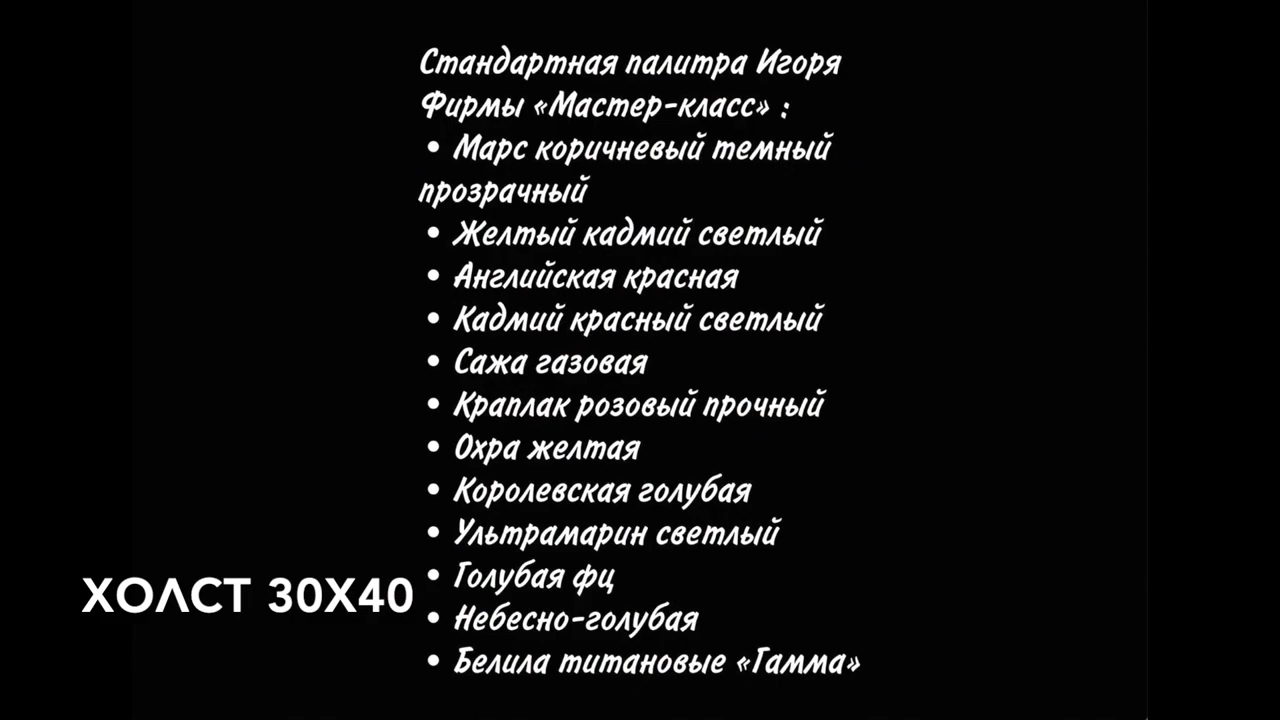 Стандартная палитра Игоря
Фирмы «Мастер-класс» :
• Марс коричневый темный
прозрачный
• Желтый кадмий светлый
• Английская красная
• Кадмий красный светлый
• Сажа газовая
• Краплак розовый прочный
• Охра желтая
• Королевская голубая
• Ультрамарин светлый
• Голубая фц
• Небесно-голубая
• Белила титановые «Гамма»
ХОЛСТ 30Х40